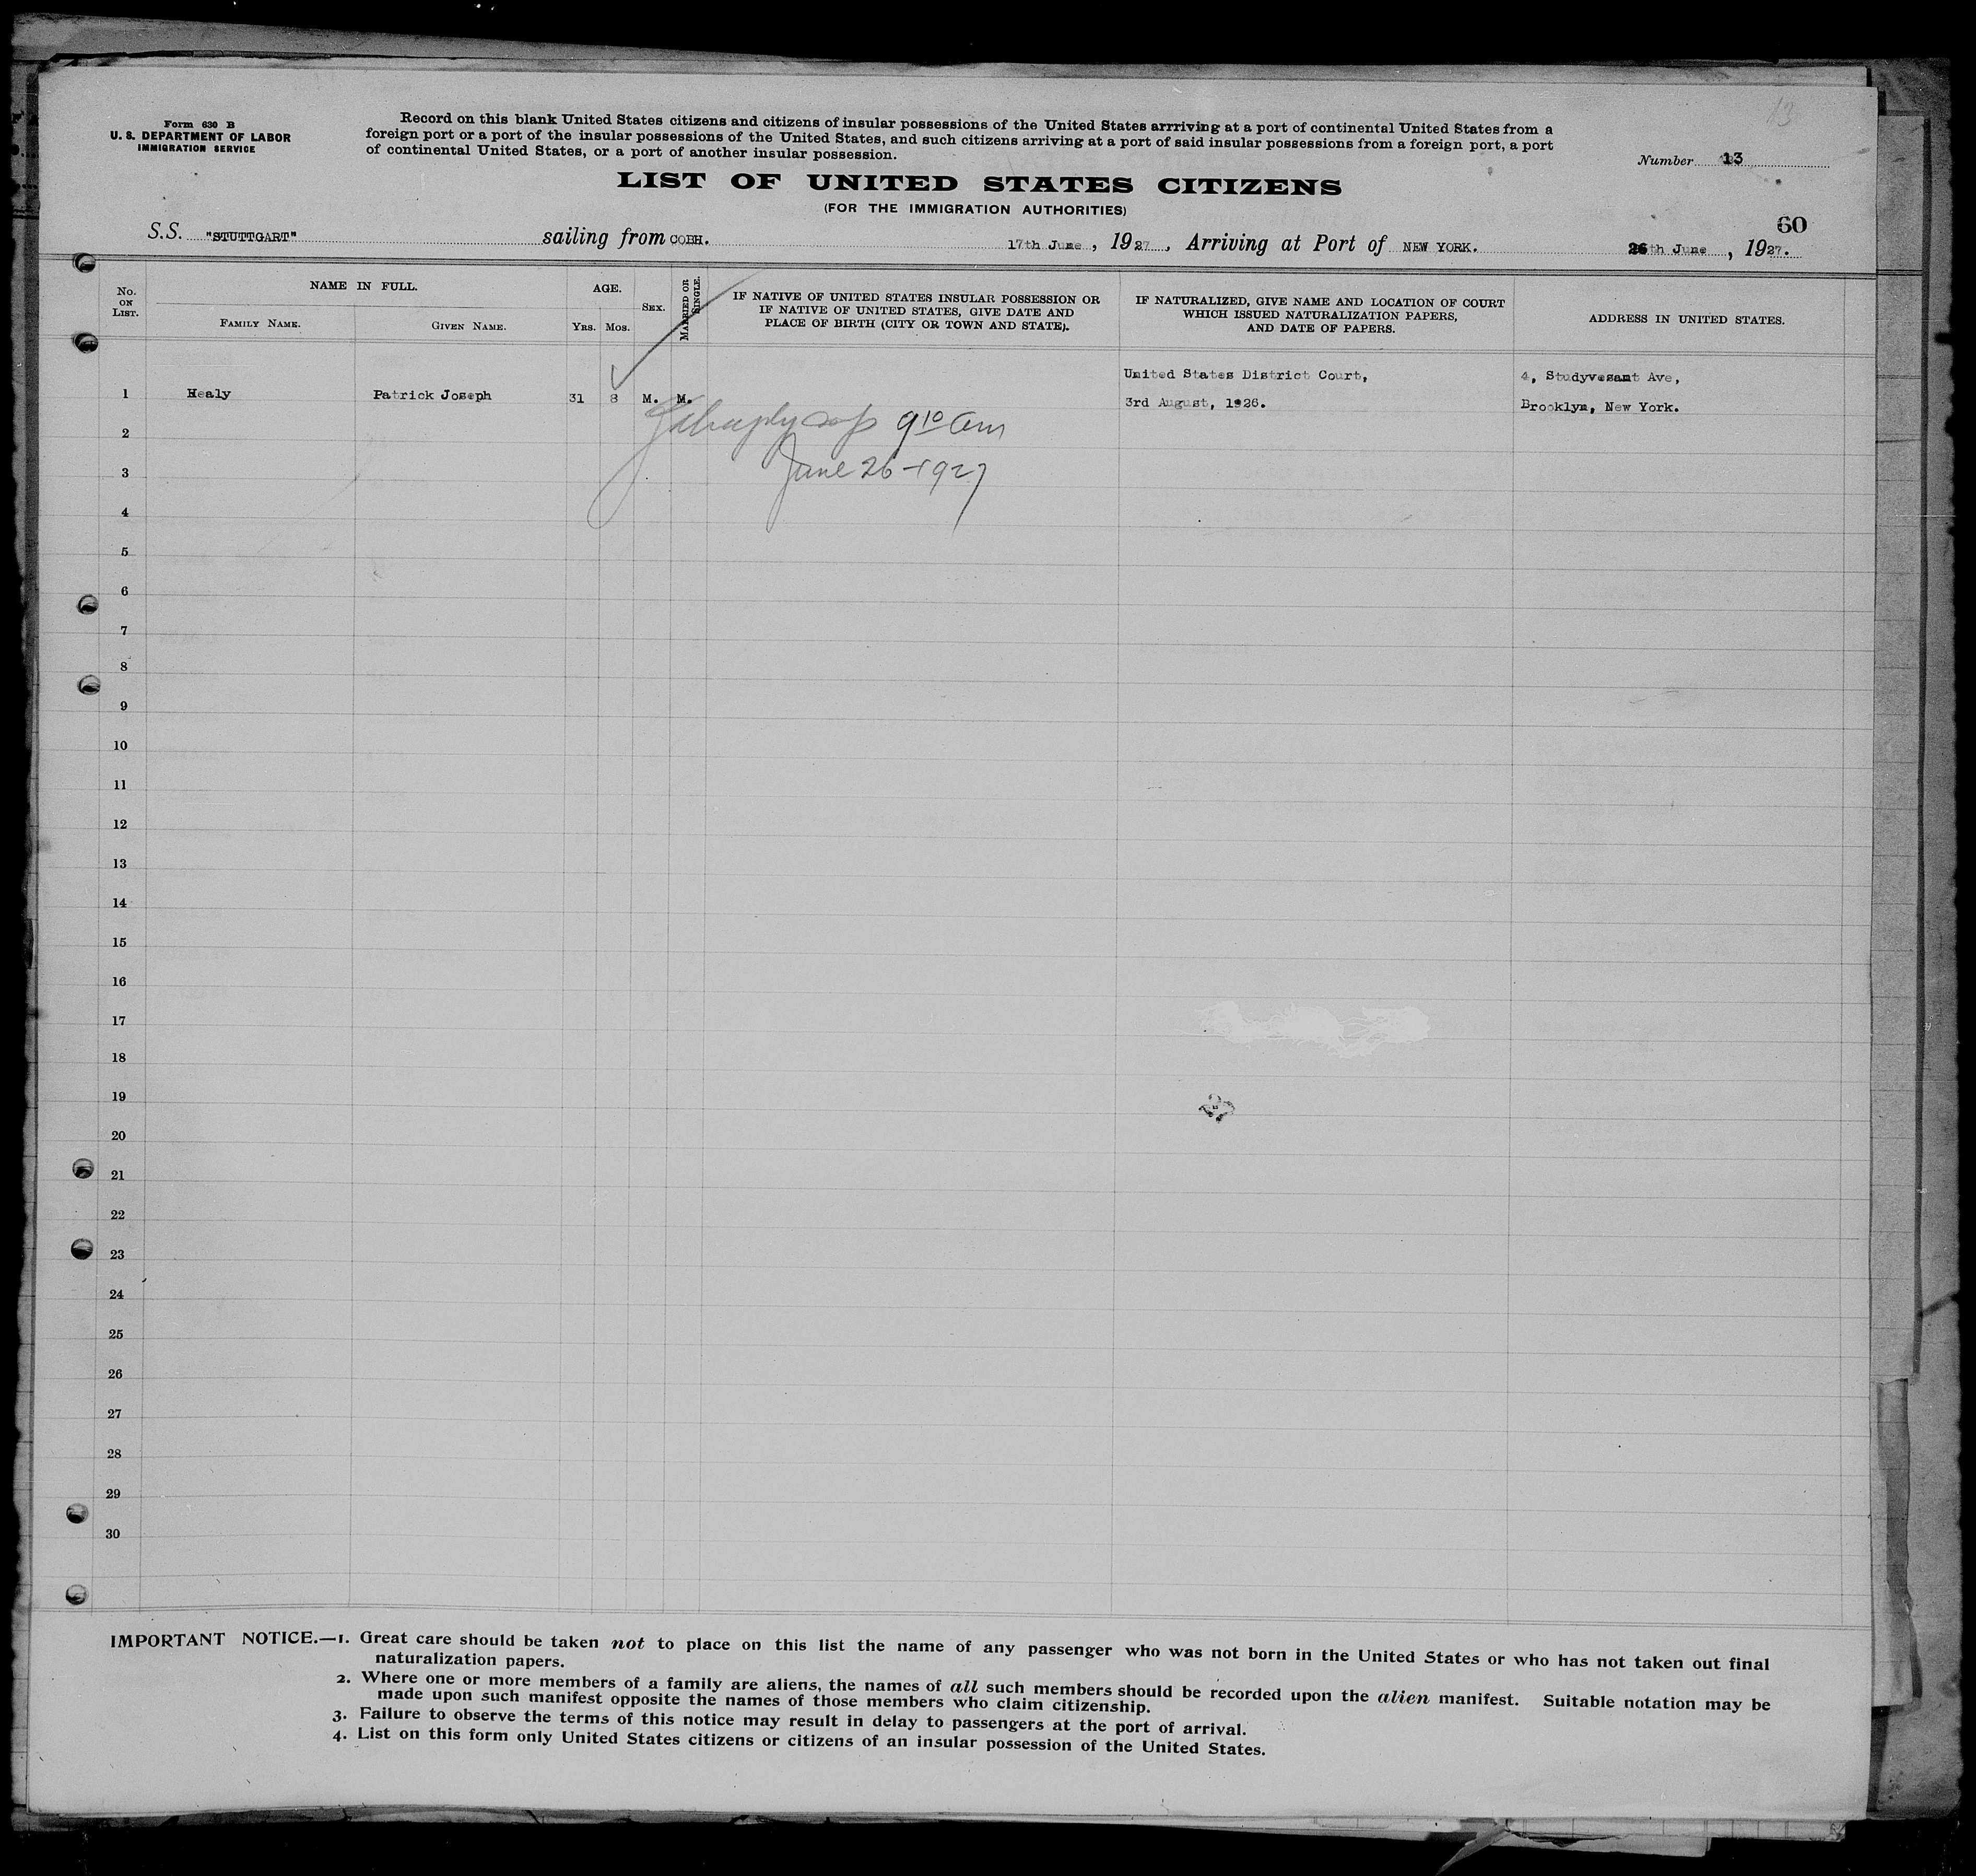 13
Form 630 B
U. S. DEPARTMENT OF LABOR
IMMIGRATION SERVICE
Record on this blank United States citizens and citizens of insular possessions of the United States arrriving at a port of continental United States from a
foreign port or a port of the insular possessions of the United States, and such citizens arriving at a port of said insular possessions from a foreign port, a port
of continental United States, or a port of another insular possession.
Number 13
LIST OF UNITED STATES CITIZENS
(FOR THE IMMIGRATION AUTHORITIES)
60
S.S. "STUTTGART" sailing from COBH. 17th June, 1927, Arriving at Port of NEW YORK. 26th June, 1927.
No. ON LIST.
NAME IN FULL.
FAMILY NAME.
GIVEN NAME.
AGE.
YRS. MOS.
SEX.
MARRIED OR SINGLE.
IF NATIVE OF UNITED STATES INSULAR POSSESSION OR
IF NATIVE OF UNITED STATES, GIVE DATE AND
PLACE OF BIRTH (CITY OR TOWN AND STATE).
IF NATURALIZED, GIVE NAME AND LOCATION OF COURT
WHICH ISSUED NATURALIZATION PAPERS,
AND DATE OF PAPERS.
ADDRESS IN UNITED STATES.
1 Healy Patrick Joseph 31 8 M. M.
United States District Court,
3rd August, 1926.
4, Studyvesant Ave,
Brooklyn, New York.
9 10 am
June 26-1927
2
3
4
5
6
7
8
9
10
11
12
13
14
15
16
17
18
19
20
21
22
23
24
25
26
27
28
29
30
IMPORTANT NOTICE.—1. Great care should be taken not to place on this list the name of any passenger who was not born in the United States or who has not taken out final
naturalization papers.
2. Where one or more members of a family are aliens, the names of all such members should be recorded upon the alien manifest. Suitable notation may be
made upon such manifest opposite the names of those members who claim citizenship.
3. Failure to observe the terms of this notice may result in delay to passengers at the port of arrival.
4. List on this form only United States citizens or citizens of an insular possession of the United States.